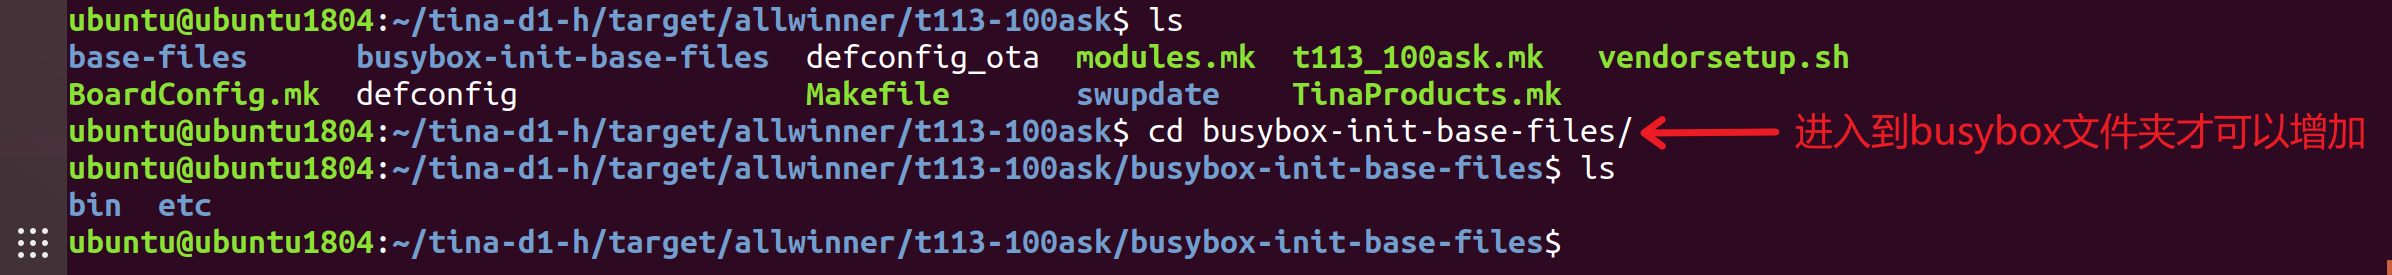 ubuntu@ubuntu1804:~/tina-d1-h/target/allwinner/t113-100ask$ ls
base-files      busybox-init-base-files  defconfig_ota  modules.mk  t113_100ask.mk   vendorsetup.sh
BoardConfig.mk  defconfig                Makefile       swupdate    TinaProducts.mk
ubuntu@ubuntu1804:~/tina-d1-h/target/allwinner/t113-100ask$ cd busybox-init-base-files/ 进入到busybox文件夹才可以增加
ubuntu@ubuntu1804:~/tina-d1-h/target/allwinner/t113-100ask/busybox-init-base-files$ ls
bin  etc
ubuntu@ubuntu1804:~/tina-d1-h/target/allwinner/t113-100ask/busybox-init-base-files$